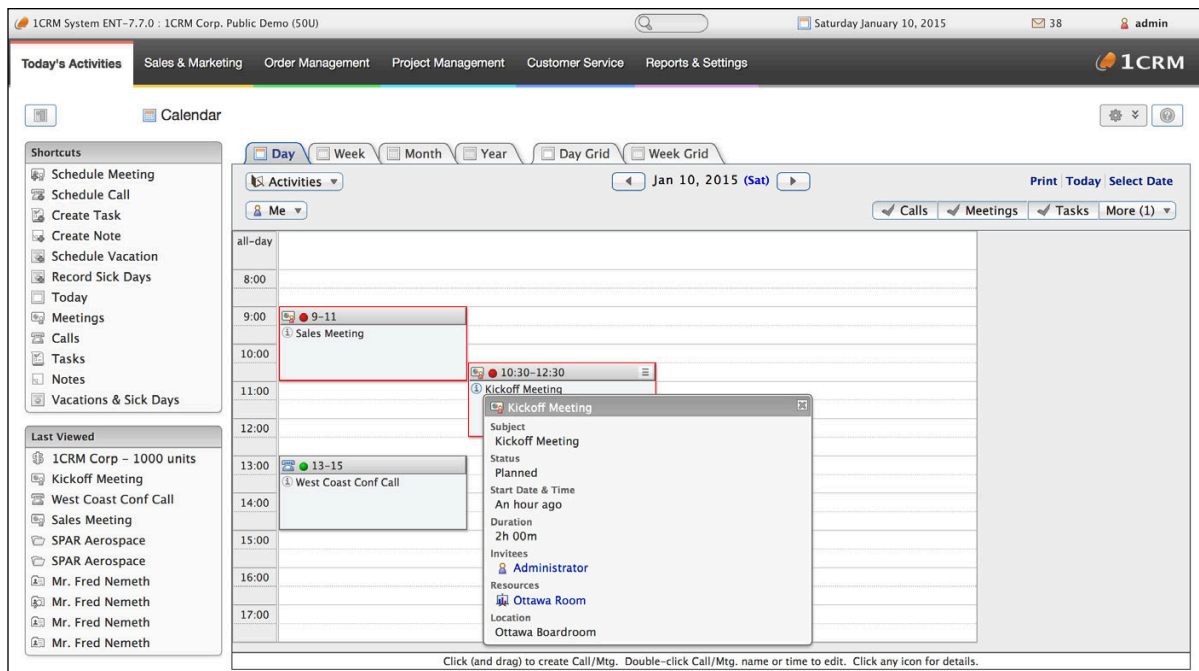 1CRM System ENT-7.7.0 : 1CRM Corp. Public Demo (50U)
Saturday January 10, 2015
38
admin
Today's Activities
Sales & Marketing
Order Management
Project Management
Customer Service
Reports & Settings
1CRM
Calendar
Shortcuts
Schedule Meeting
Schedule Call
Create Task
Create Note
Schedule Vacation
Record Sick Days
Today
Meetings
Calls
Tasks
Notes
Vacations & Sick Days
Last Viewed
1CRM Corp - 1000 units
Kickoff Meeting
West Coast Conf Call
Sales Meeting
SPAR Aerospace
SPAR Aerospace
Mr. Fred Nemeth
Mr. Fred Nemeth
Mr. Fred Nemeth
Mr. Fred Nemeth
Day
Week
Month
Year
Day Grid
Week Grid
Activities
Jan 10, 2015 (Sat)
Print Today Select Date
Me
Calls
Meetings
Tasks
More (1)
all-day
8:00
9:00
9-11
Sales Meeting
10:00
10:30-12:30
Kickoff Meeting
11:00
12:00
13:00
13-15
West Coast Conf Call
14:00
15:00
16:00
17:00
Kickoff Meeting
Subject
Kickoff Meeting
Status
Planned
Start Date & Time
An hour ago
Duration
2h 00m
Invitees
Administrator
Resources
Ottawa Room
Location
Ottawa Boardroom
Click (and drag) to create Call/Mtg. Double-click Call/Mtg. name or time to edit. Click any icon for details.